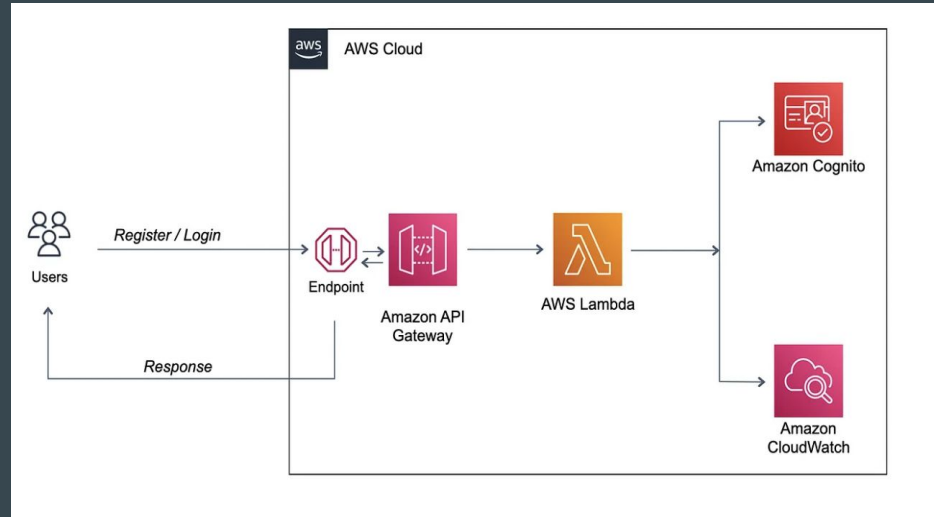 aws
AWS Cloud
Amazon Cognito
Register / Login
Users
Endpoint
</>
Amazon API
Gateway
AWS Lambda
Response
Amazon
CloudWatch